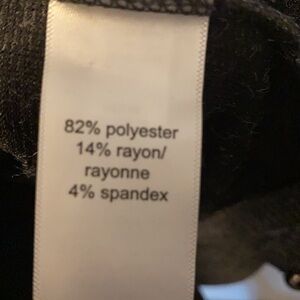 82% polyester
14% rayon/
rayonne
4% spandex